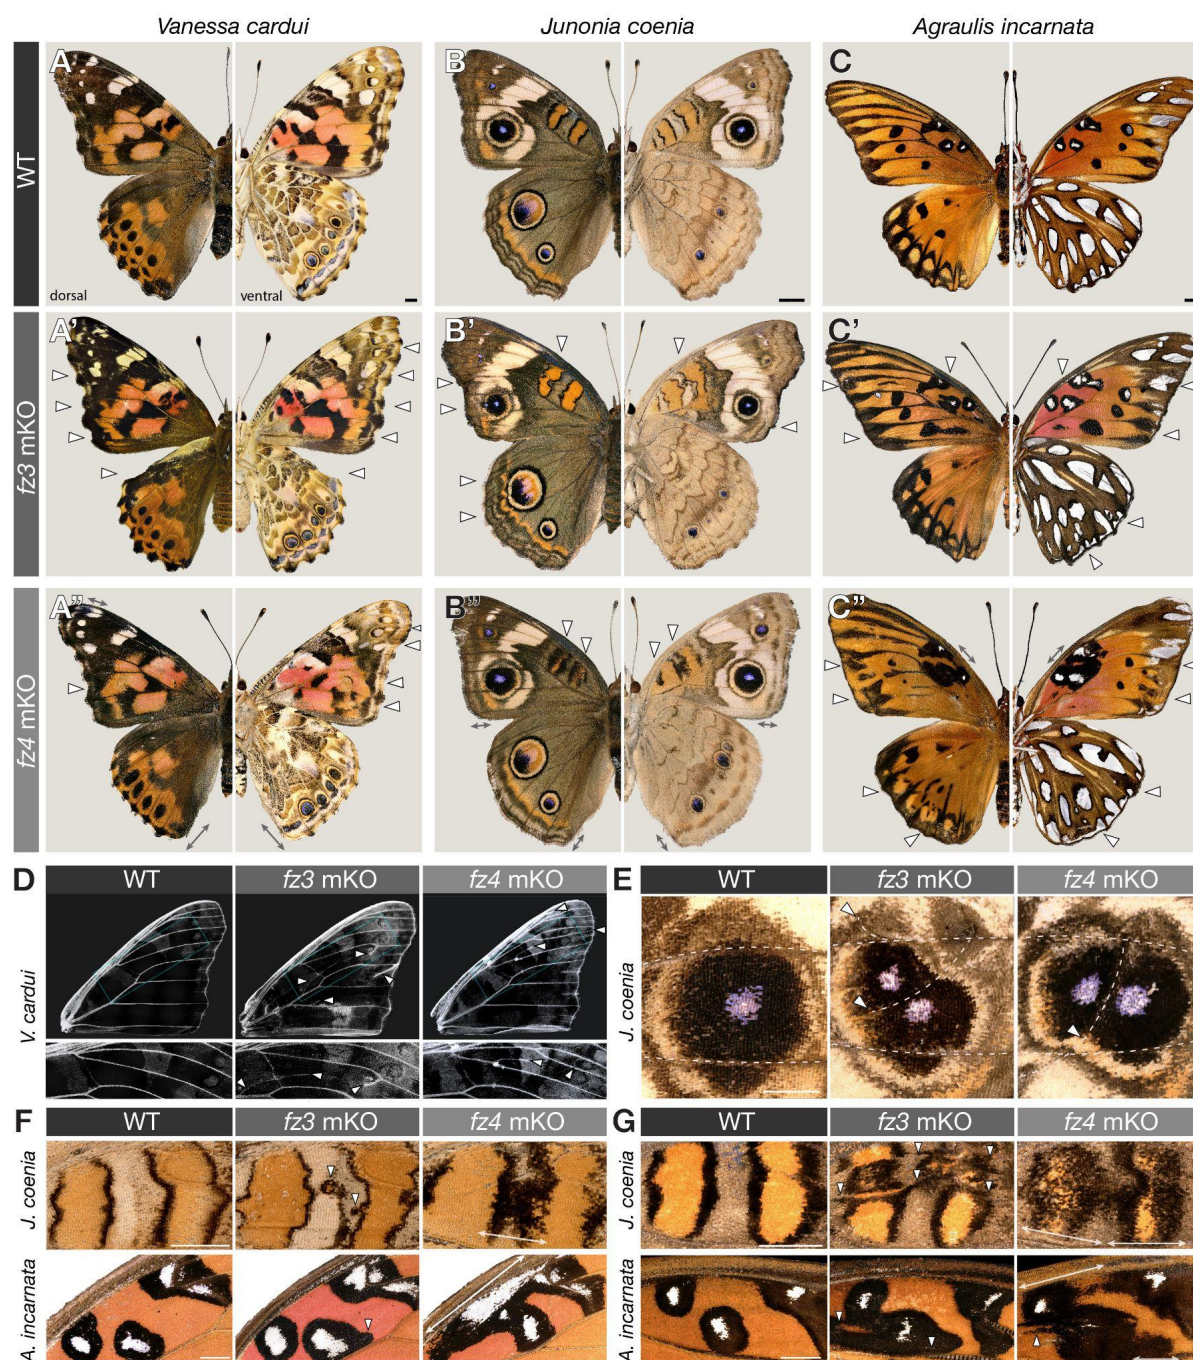 Vanessa cardui Junonia coenia Agraulis incarnata
WT
A B C
dorsal ventral
fz3 mKO
A' B' C'
fz4 mKO
A" B" C"
D WT fz3 mKO fz4 mKO
V. cardui
E WT fz3 mKO fz4 mKO
J. coenia
F WT fz3 mKO fz4 mKO
J. coenia
A. incarnata
G WT fz3 mKO fz4 mKO
J. coenia
A. incarnata